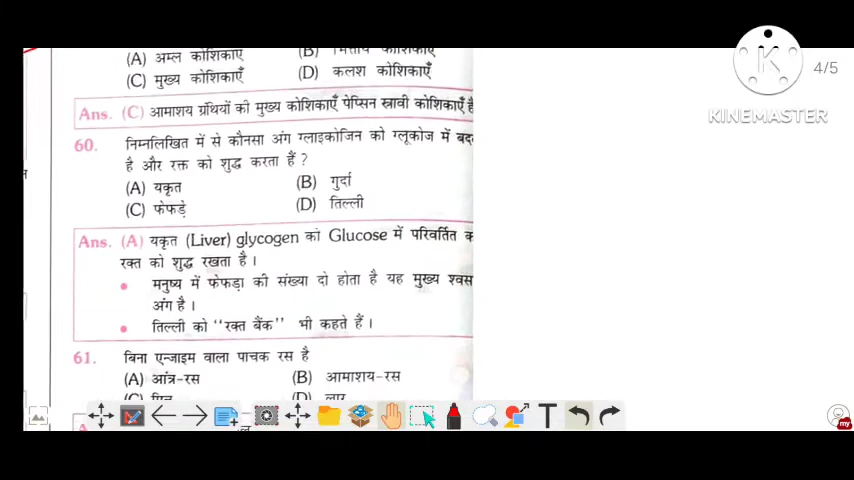 (A) अम्ल कोशिकाएँ (B) भित्तीय कोशिकाएँ
(C) मुख्य कोशिकाएँ (D) कलश कोशिकाएँ
Ans. (C) आमाशय ग्रंथियों की मुख्य कोशिकाएँ पेप्सिन स्रावी कोशिकाएँ है
60. निम्नलिखित में से कौनसा अंग ग्लाइकोजिन को ग्लूकोज में
है और रक्त को शुद्ध करता हैं ?
(A) यकृत (B) गुर्दा
(C) फेफड़े (D) तिल्ली
Ans. (A) यकृत (Liver) glycogen को Glucose में परिवर्तित
रक्त को शुद्ध रखता है।
• मनुष्य में फेफड़ा की संख्या दो होता है यह मुख्य
अंग है।
• तिल्ली को "रक्त बैंक" भी कहते हैं।
61. बिना एन्जाइम वाला पाचक रस है
(A) आंत्र-रस (B) आमाशय-रस
(D) लार
4/5
KINEMASTER
my